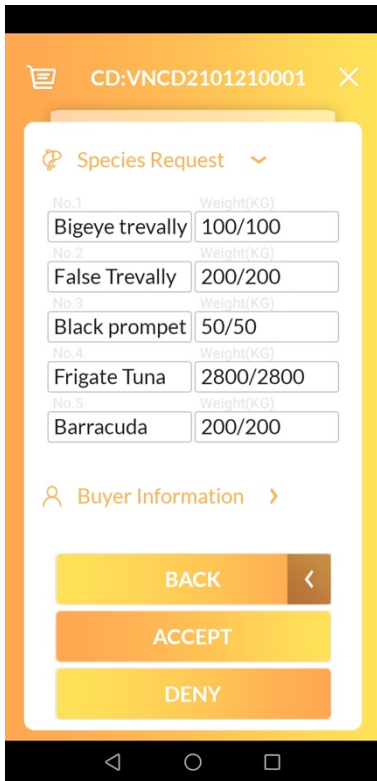 CD:VNCD2101210001
Species Request
No.1 Weight(KG)
Bigeye trevally 100/100
No.2 Weight(KG)
False Trevally 200/200
No.3 Weight(KG)
Black prompet 50/50
No.4 Weight(KG)
Frigate Tuna 2800/2800
No.5 Weight(KG)
Barracuda 200/200
Buyer Information
BACK
ACCEPT
DENY